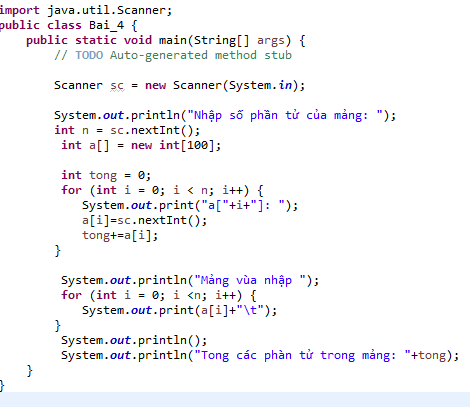 import java.util.Scanner;
public class Bai_4 {
    public static void main(String[] args) {
        // TODO Auto-generated method stub
        Scanner sc = new Scanner(System.in);
        System.out.println("Nhập số phần tử của mảng: ");
        int n = sc.nextInt();
         int a[] = new int[100];
         int tong = 0;
         for (int i = 0; i < n; i++) {
            System.out.print("a["+i+"]: ");
            a[i]=sc.nextInt();
            tong+=a[i];
        }
         System.out.println("Mảng vùa nhập ");
         for (int i = 0; i <n; i++) {
            System.out.print(a[i]+"\t");
        }
         System.out.println();
         System.out.println("Tong các phàn tử trong mảng: "+tong);
    }
}